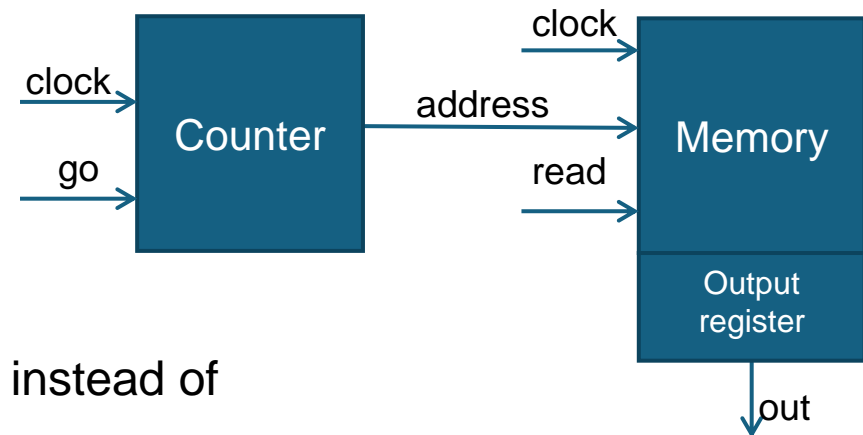 clock
clock
address
Counter
Memory
go
read
Output
register
instead of
out